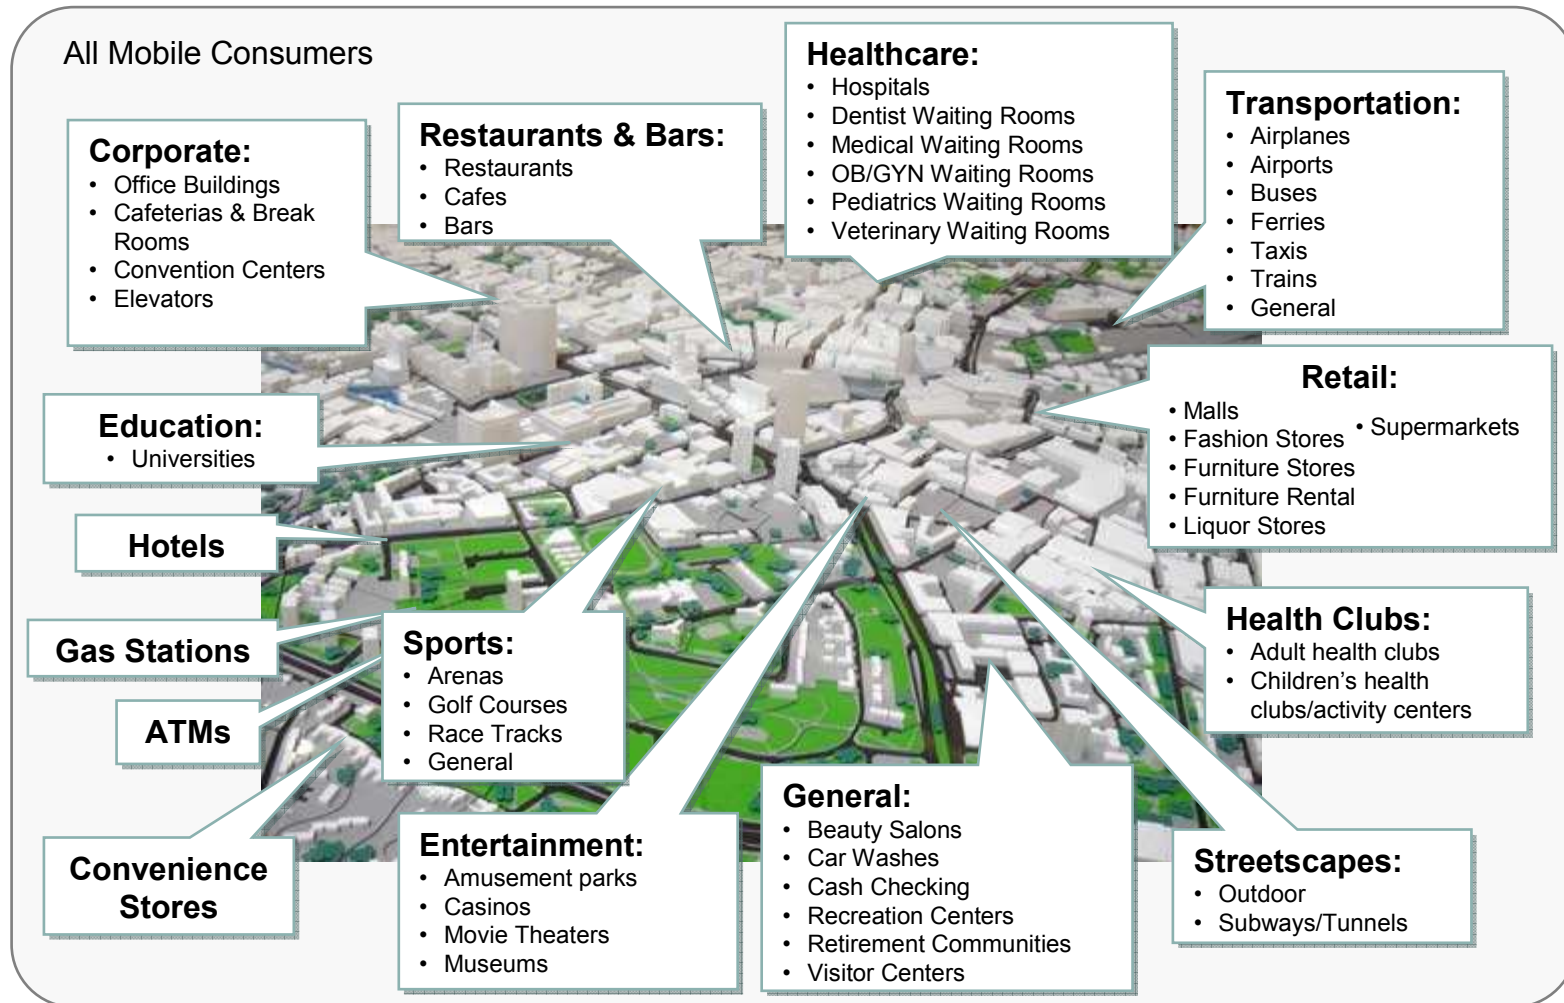 All Mobile Consumers
Corporate:
• Office Buildings
• Cafeterias & Break
Rooms
• Convention Centers
• Elevators
Restaurants & Bars:
• Restaurants
• Cafes
• Bars
Healthcare:
• Hospitals
• Dentist Waiting Rooms
• Medical Waiting Rooms
• OB/GYN Waiting Rooms
• Pediatrics Waiting Rooms
• Veterinary Waiting Rooms
Transportation:
• Airplanes
• Airports
• Buses
• Ferries
• Taxis
• Trains
• General
Education:
• Universities
Retail:
• Malls
• Fashion Stores
• Furniture Stores
• Furniture Rental
• Liquor Stores
• Supermarkets
Hotels
Gas Stations
ATMs
Convenience
Stores
Sports:
• Arenas
• Golf Courses
• Race Tracks
• General
Health Clubs:
• Adult health clubs
• Children's health
clubs/activity centers
Entertainment:
• Amusement parks
• Casinos
• Movie Theaters
• Museums
General:
• Beauty Salons
• Car Washes
• Cash Checking
• Recreation Centers
• Retirement Communities
• Visitor Centers
Streetscapes:
• Outdoor
• Subways/Tunnels